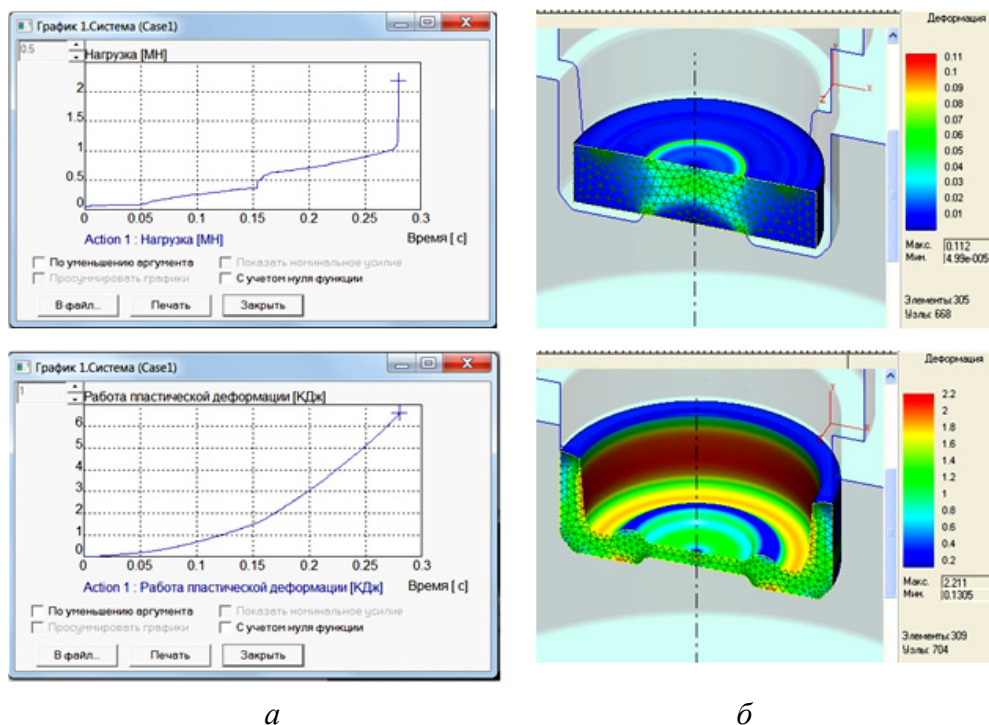 График 1.Система (Case1)
0.5
Нагрузка [МН]
2
1.5
1
0.5
0
0 0.05 0.1 0.15 0.2 0.25 0.3
Action 1 : Нагрузка [МН] Время [ с]
По уменьшению аргумента Показать номинальное усилие
Просуммировать графики С учетом нуля функции
В файл... Печать Закрыть
Деформация
Y
X
Z
0.11
0.1
0.09
0.08
0.07
0.06
0.05
0.04
0.03
0.02
0.01
Макс. 0.112
Мин. 4.99e-005
Элементы:305
Узлы: 668
График 1.Система (Case1)
1
Работа пластической деформации [КДж]
6
5
4
3
2
1
0
0 0.05 0.1 0.15 0.2 0.25 0.3
Action 1 : Работа пластической деформации [КДж] Время [ с]
По уменьшению аргумента Показать номинальное усилие
Просуммировать графики С учетом нуля функции
В файл... Печать Закрыть
Деформация
Y
X
2.2
2
1.8
1.6
1.4
1.2
1
0.8
0.6
0.4
0.2
Макс. 2.211
Мин. 0.1305
Элементы:309
Узлы: 704
а б